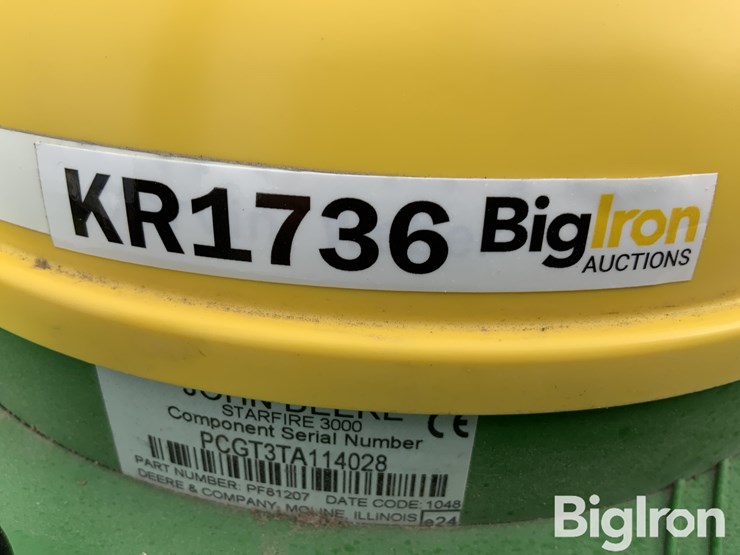 KR1736 BigIron
AUCTIONS
JOHN DEERE
STARFIRE 3000
Component Serial Number
PCGT3TA114028
PART NUMBER: PF81207 DATE CODE: 1048
DEERE & COMPANY, MOLINE, ILLINOIS e24
BigIron